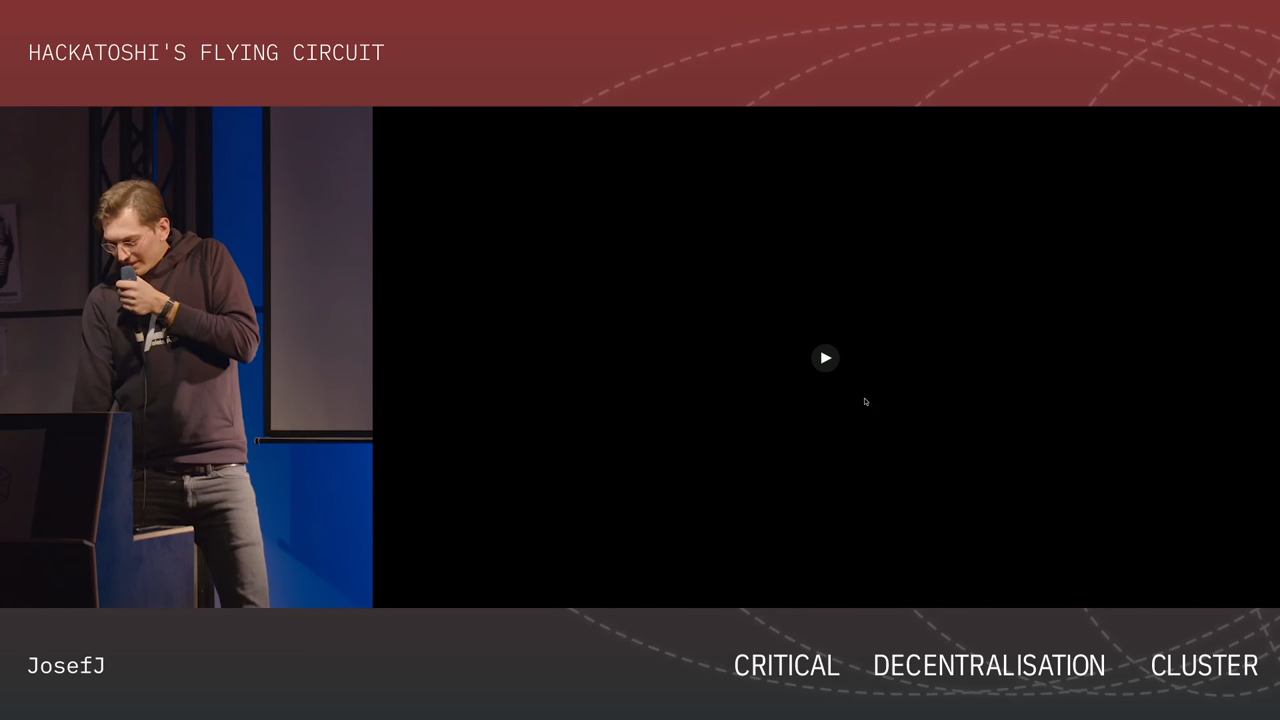 HACKATOSHI'S FLYING CIRCUIT
JosefJ
CRITICAL DECENTRALISATION CLUSTER